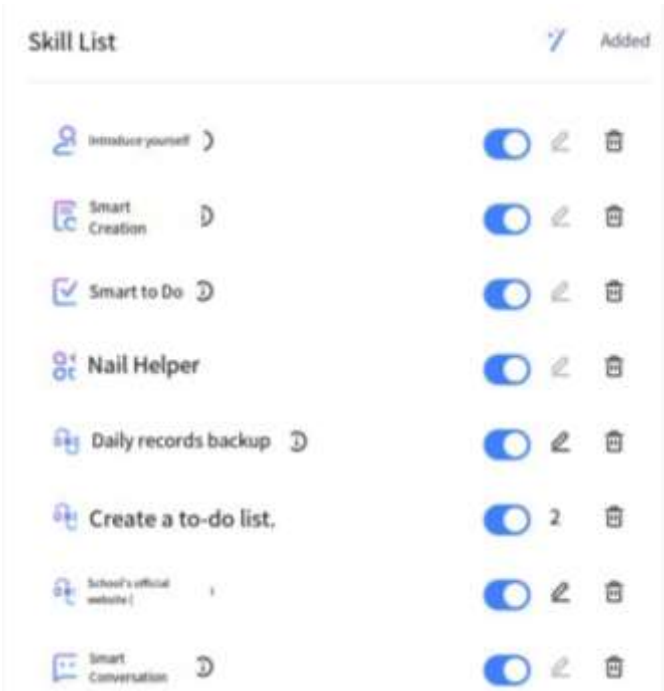 Skill List
Added
Introduce yourself
Smart
Creation
Smart to Do
Nail Helper
Daily records backup
Create a to-do list.
2
School's official
website (
Smart
Conversation